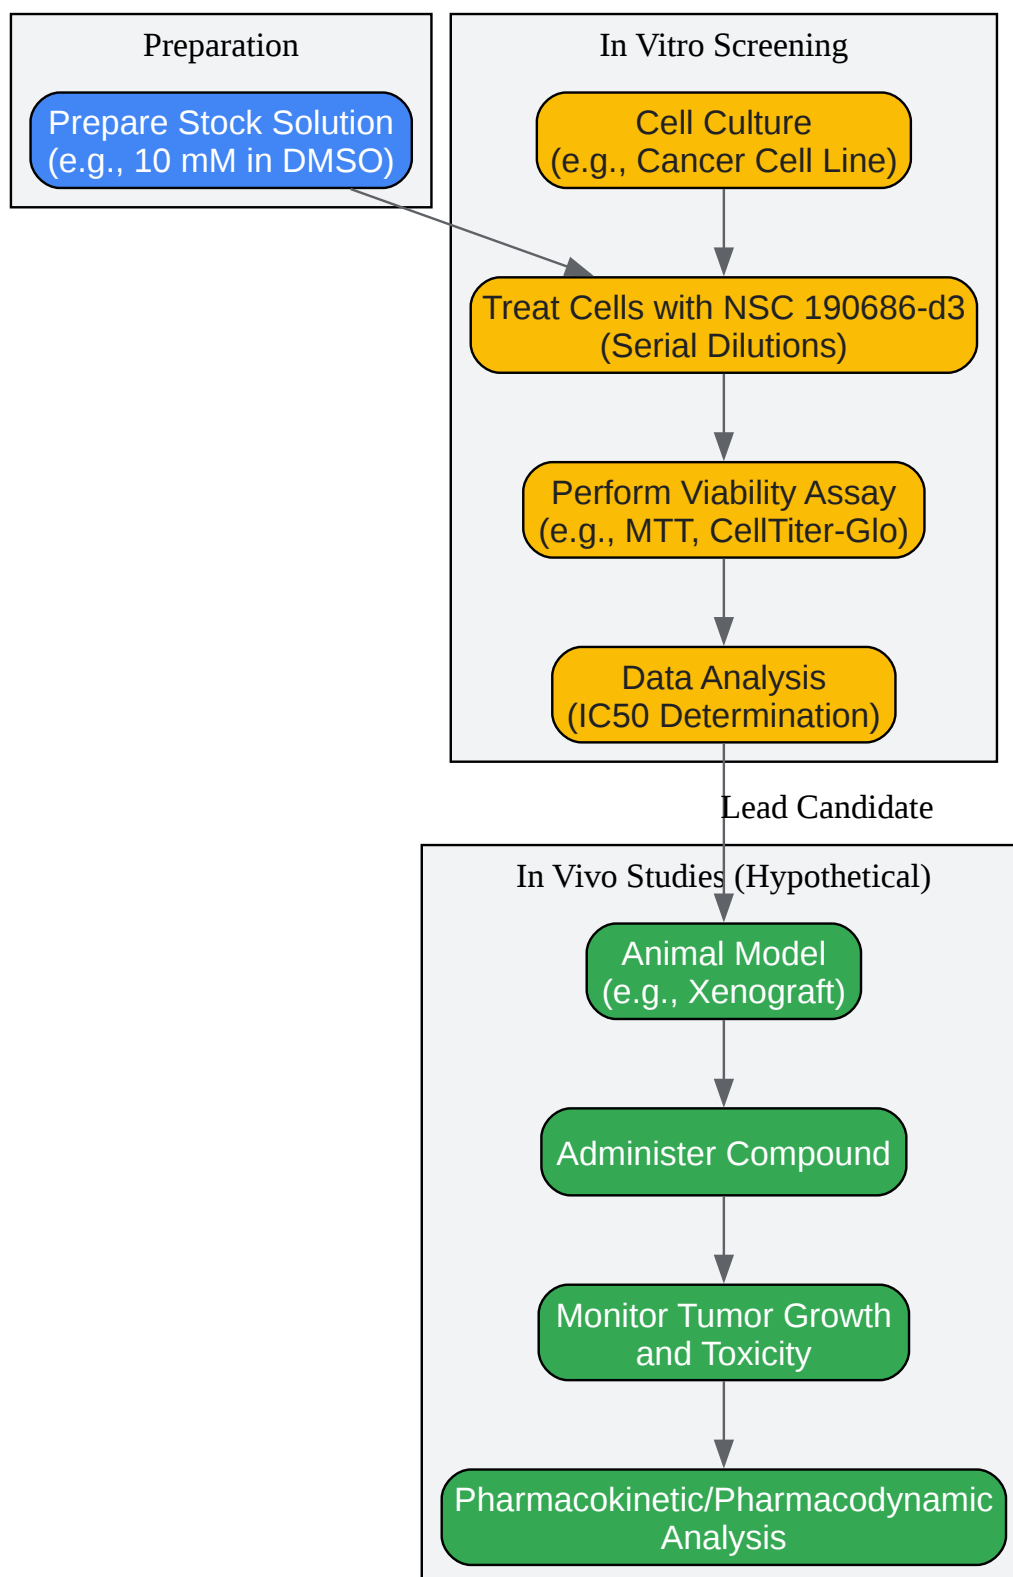 Preparation
Prepare Stock Solution
(e.g., 10 mM in DMSO)
In Vitro Screening
Cell Culture
(e.g., Cancer Cell Line)
Treat Cells with NSC 190686-d3
(Serial Dilutions)
Perform Viability Assay
(e.g., MTT, CellTiter-Glo)
Data Analysis
(IC50 Determination)
Lead Candidate
In Vivo Studies (Hypothetical)
Animal Model
(e.g., Xenograft)
Administer Compound
Monitor Tumor Growth
and Toxicity
Pharmacokinetic/Pharmacodynamic
Analysis